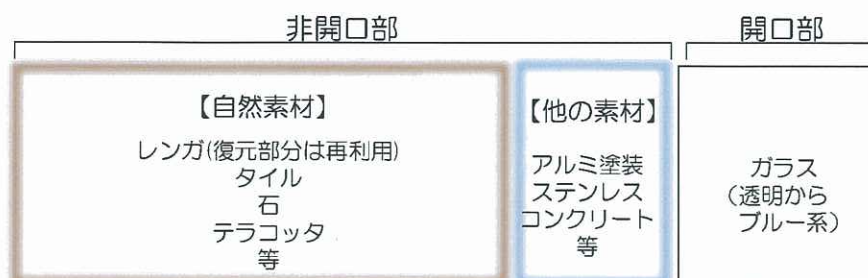 非開口部
開口部
【自然素材】
レンガ(復元部分は再利用)
タイル
石
テラコッタ
等
【他の素材】
アルミ塗装
ステンレス
コンクリート
等
ガラス
（透明から
ブルー系）